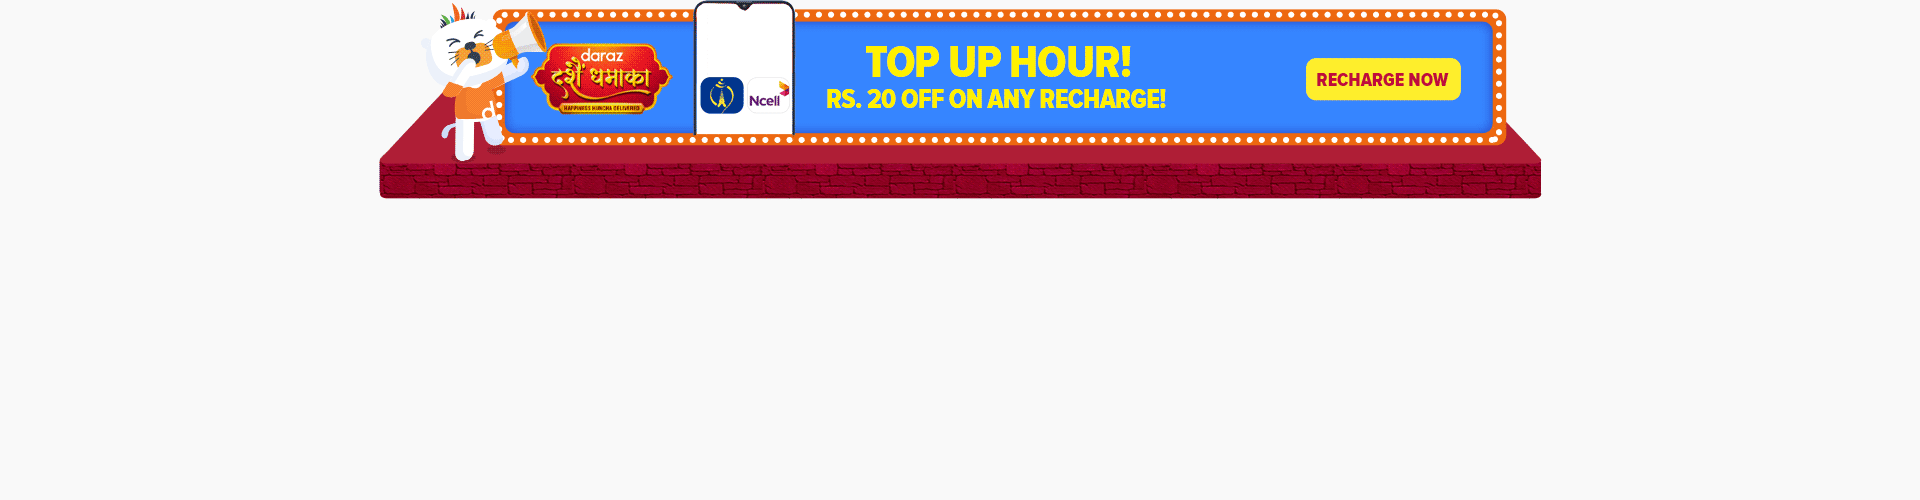 daraz
दशैं धमाका
HAPPINESS HUNCHA DELIVERED
Ncell
TOP UP HOUR!
RS. 20 OFF ON ANY RECHARGE!
RECHARGE NOW
d